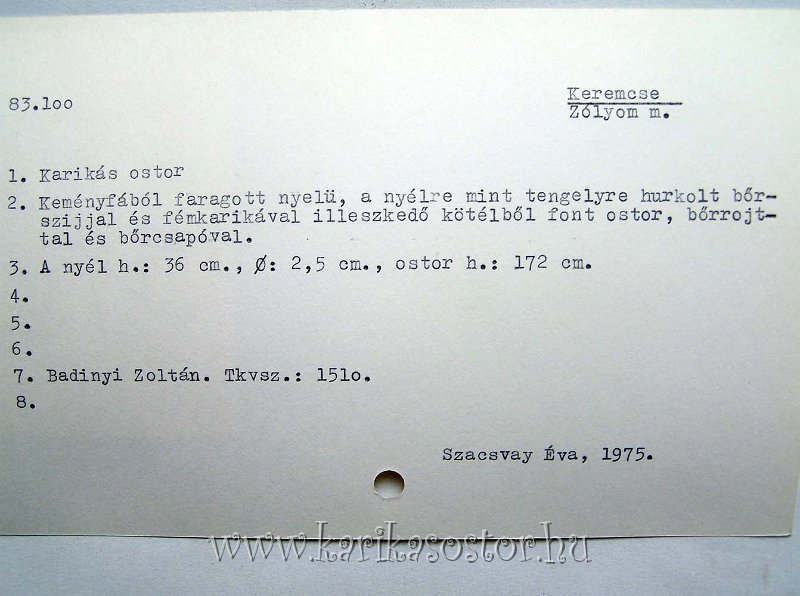 83.loo
Keremcse
Zólyom m.
1. Karikás ostor
2. Keményfából faragott nyelü, a nyélre mint tengelyre hurkolt bőr-
szijjal és fémkarikával illeszkedő kötélből font ostor, bőrrojt-
tal és bőrcsapóval.
3. A nyél h.: 36 cm., Ø: 2,5 cm., ostor h.: 172 cm.
4.
5.
6.
7. Badinyi Zoltán. Tkvsz.: 151o.
8.
Szacsvay Éva, 1975.
www.karikasostor.hu